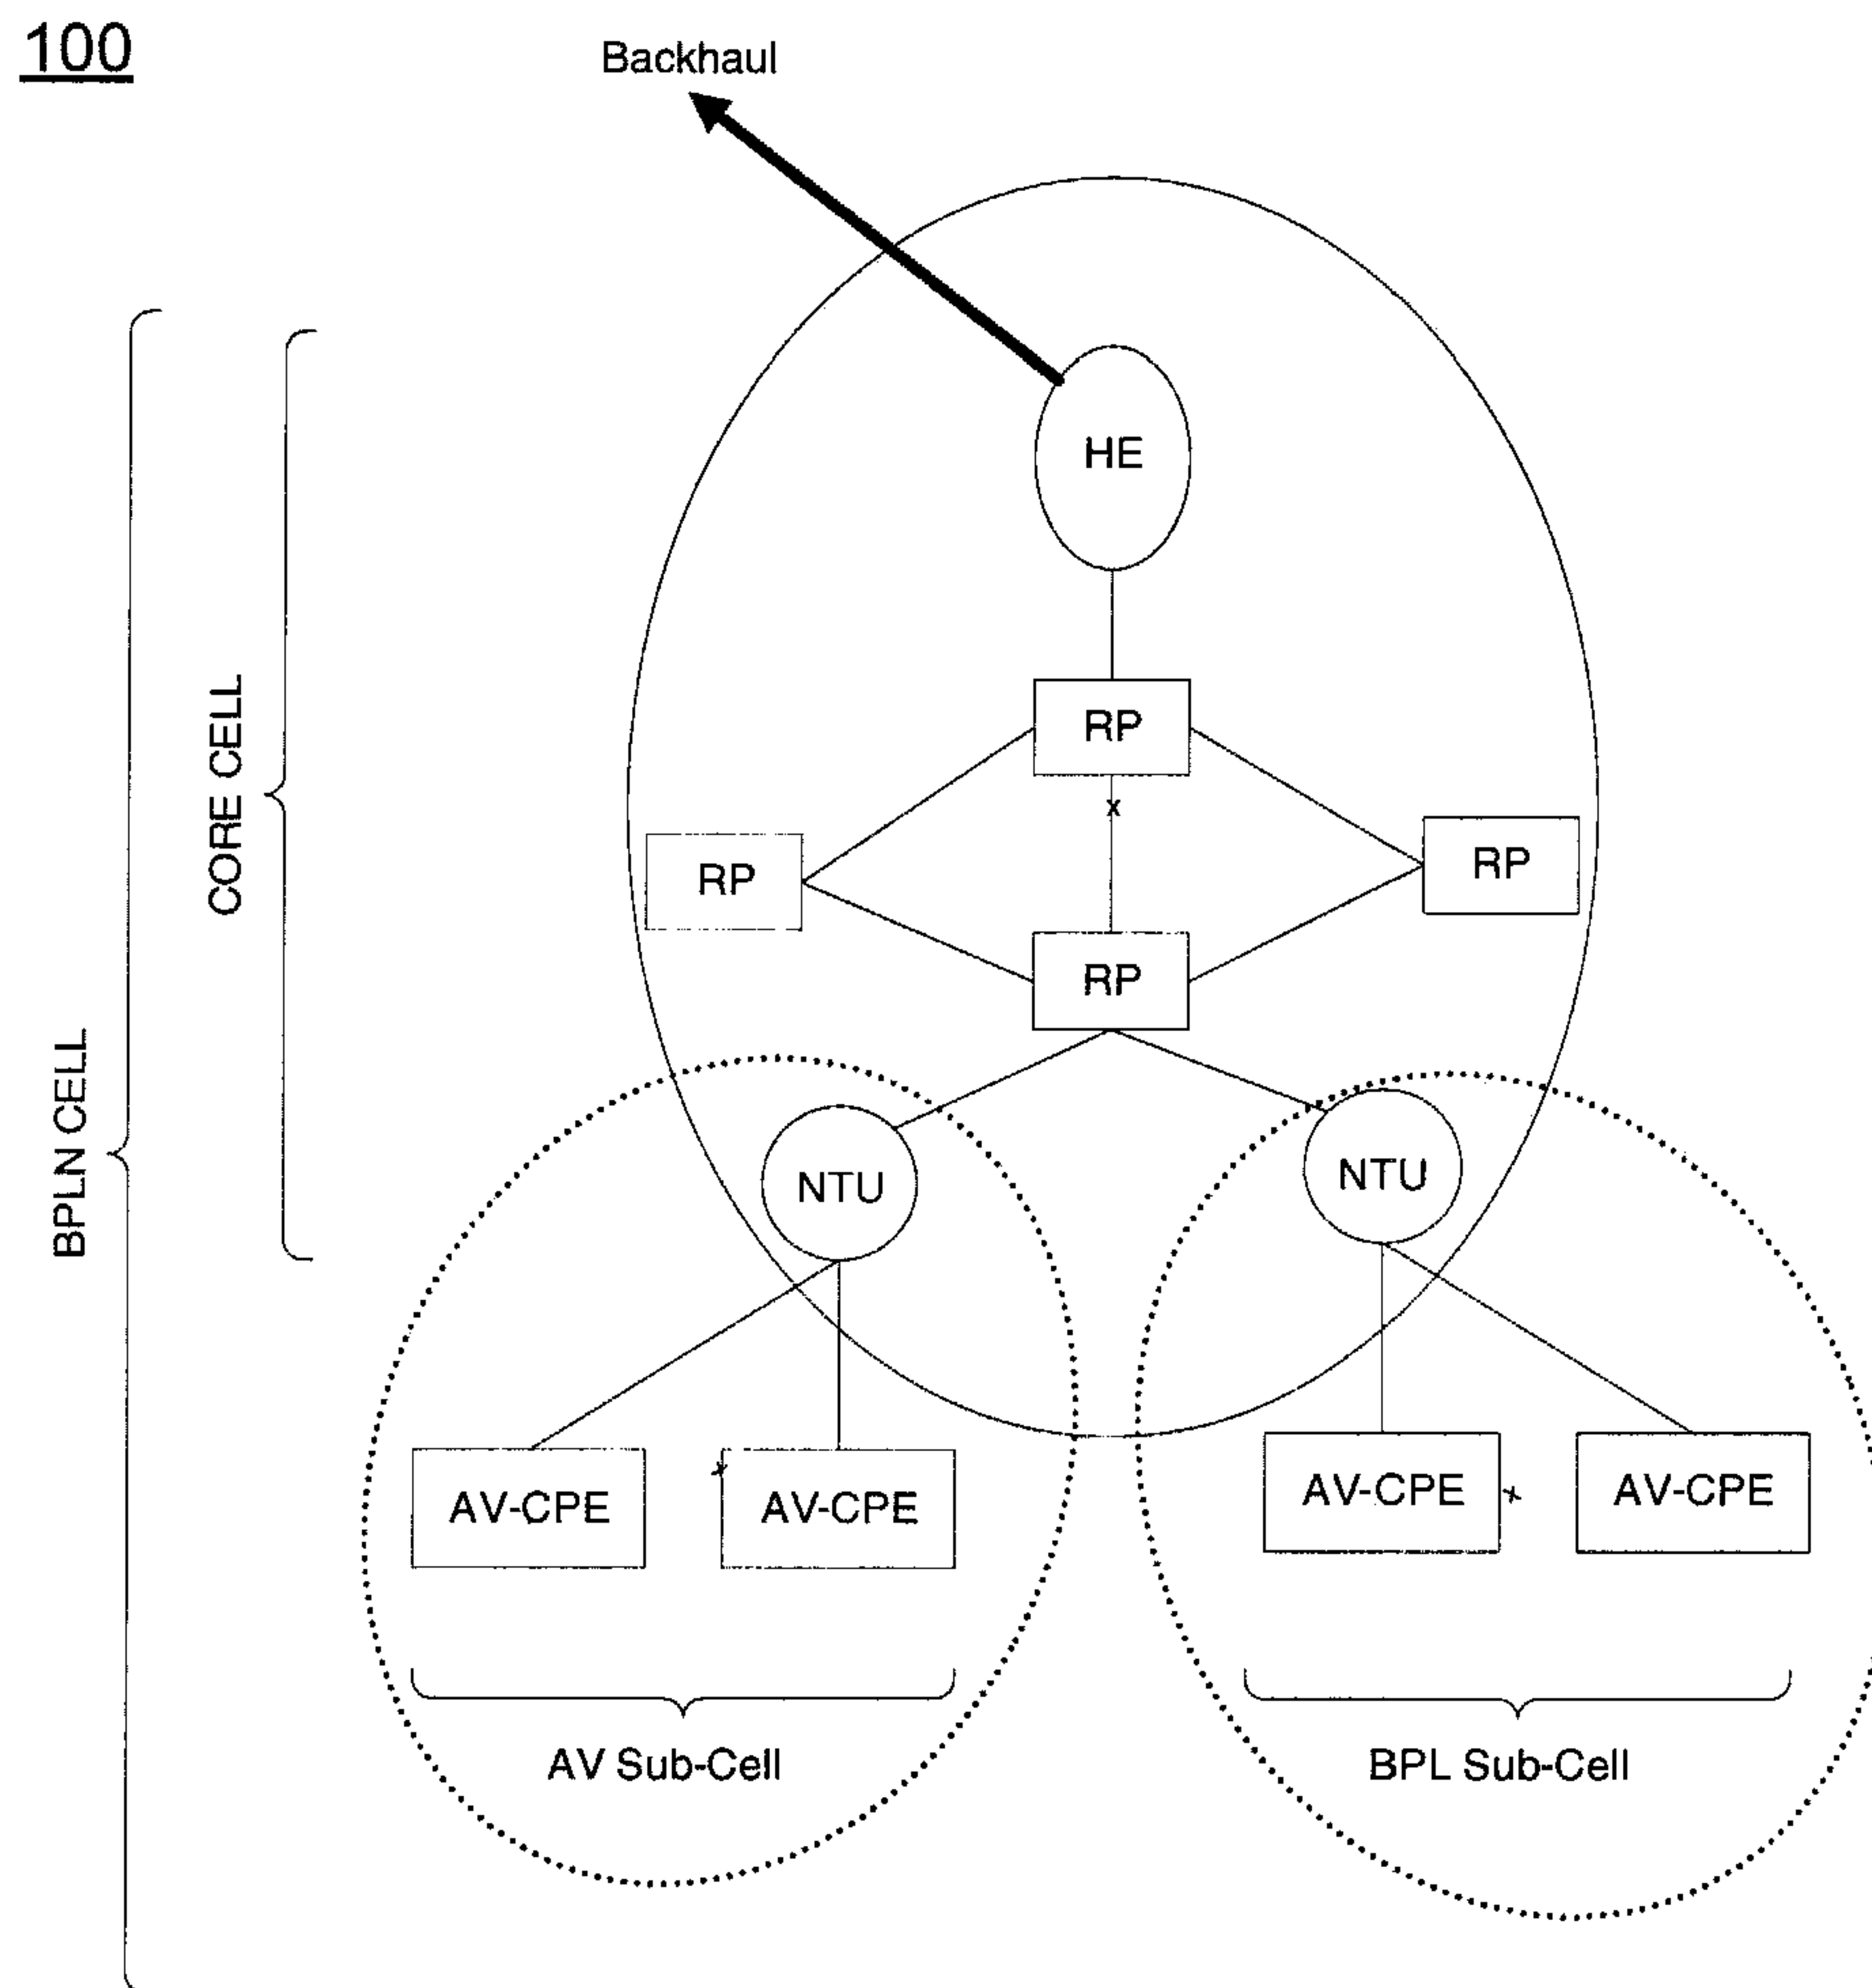 100
Backhaul
HE
RP
x
RP
RP
RP
CORE CELL
BPLN CELL
NTU
NTU
AV-CPE
x
AV-CPE
AV-CPE
x
AV-CPE
AV Sub-Cell
BPL Sub-Cell